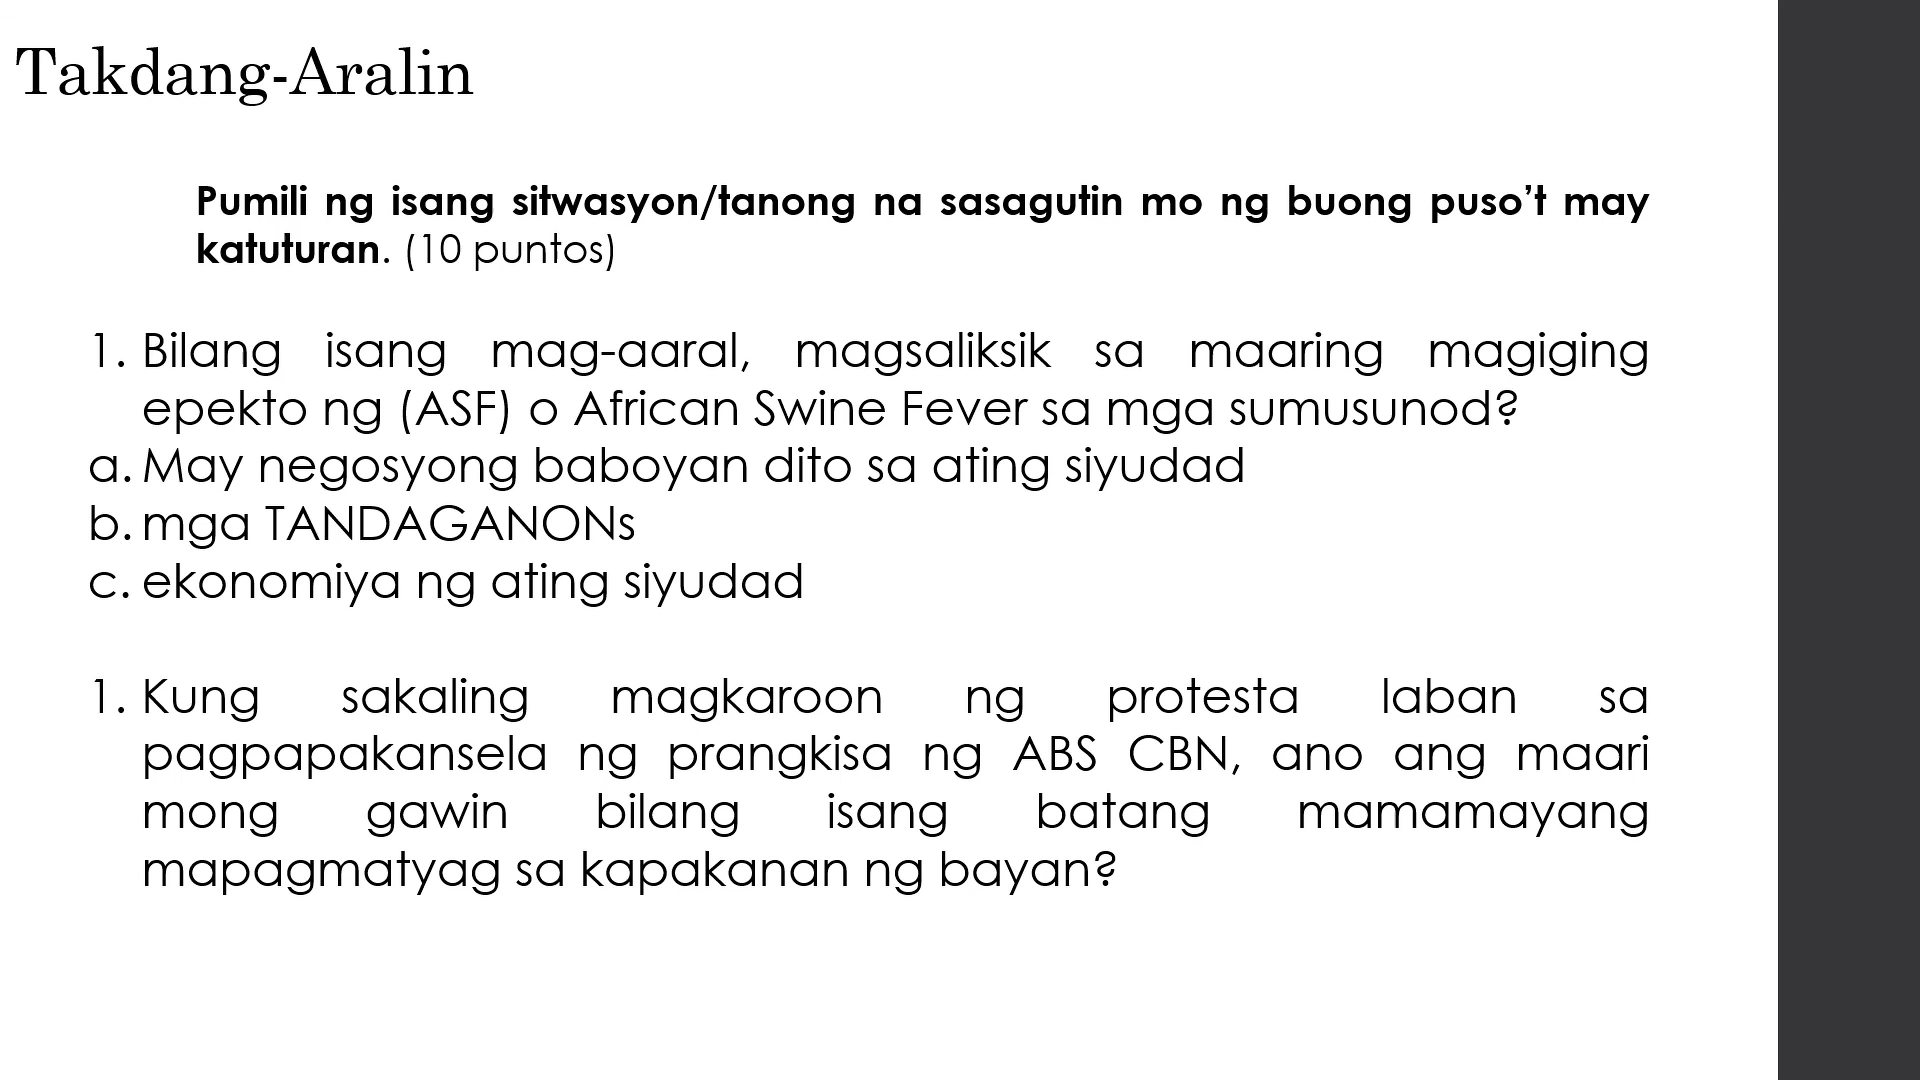 Takdang-Aralin
Pumili ng isang sitwasyon/tanong na sasagutin mo ng buong puso’t may
katuturan. (10 puntos)
1. Bilang isang mag-aaral, magsaliksik sa maaring magiging
epekto ng (ASF) o African Swine Fever sa mga sumusunod?
a. May negosyong baboyan dito sa ating siyudad
b. mga TANDAGANONs
c. ekonomiya ng ating siyudad
1. Kung sakaling magkaroon ng protesta laban sa
pagpapakansela ng prangkisa ng ABS CBN, ano ang maari
mong gawin bilang isang batang mamamayang
mapagmatyag sa kapakanan ng bayan?